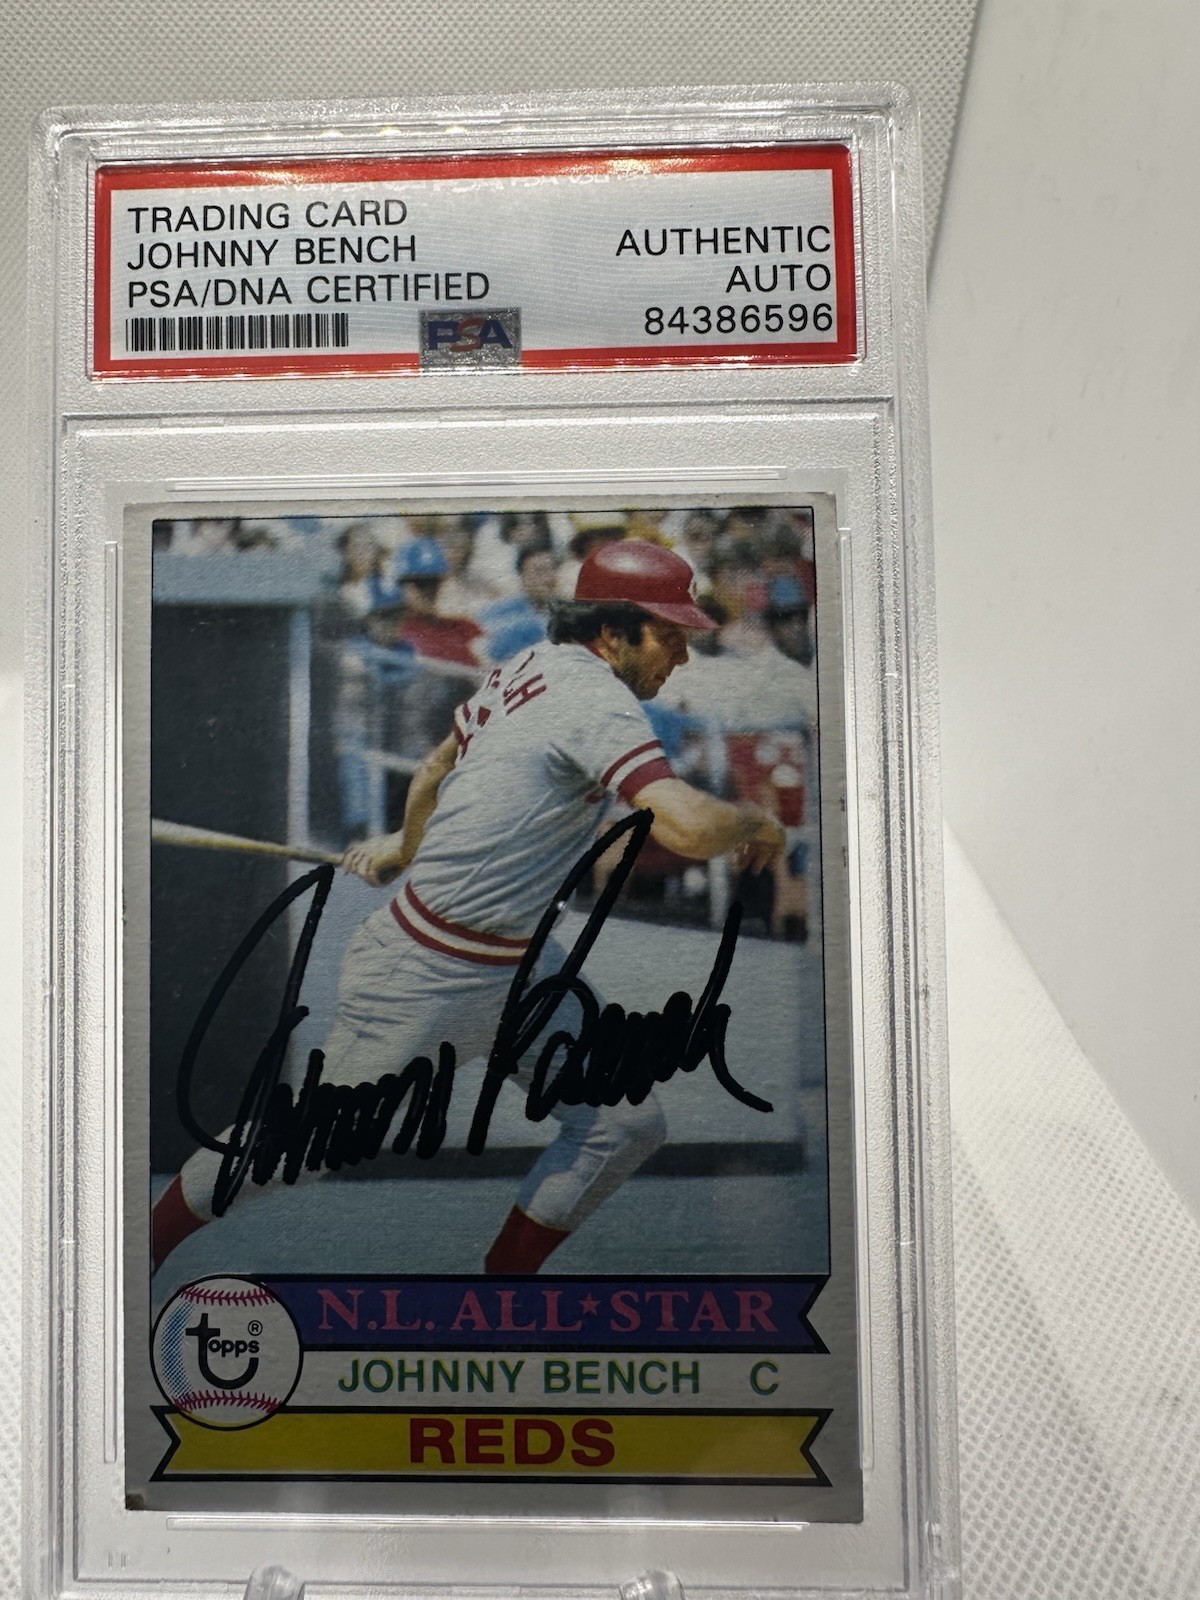 TRADING CARD
JOHNNY BENCH
PSA/DNA CERTIFIED
AUTHENTIC
AUTO
84386596
PSA
Johnny Bench
N.L. ALL★STAR
topps®
JOHNNY BENCH C
REDS